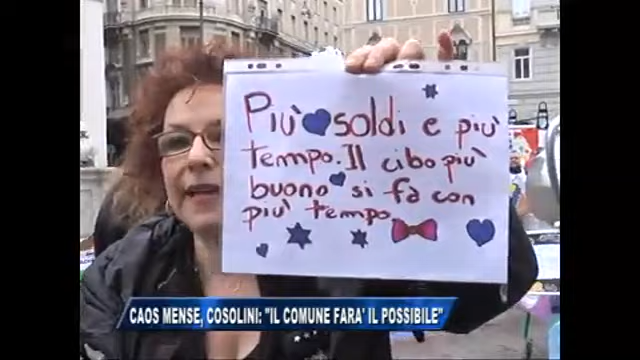 Più soldi e più
tempo. Il cibo più
buono si fà con
più tempo
CAOS MENSE, COSOLINI: "IL COMUNE FARA' IL POSSIBILE"